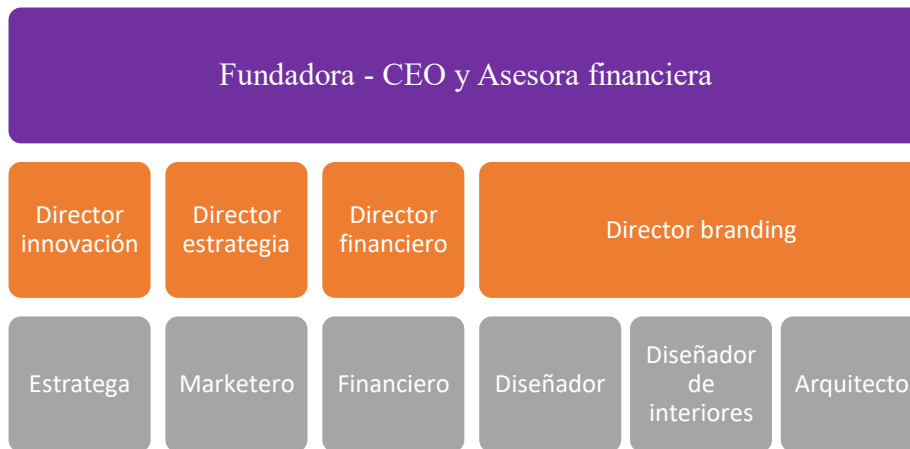 Fundadora - CEO y Asesora financiera
Director
innovación
Director
estrategia
Director
financiero
Director branding
Estratega
Marketero
Financiero
Diseñador
Diseñador
de
interiores
Arquitecto